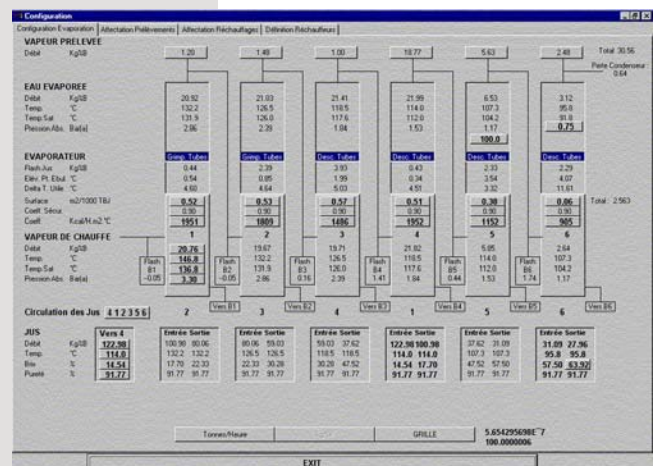 Configuration
Configuration Evaporation Affectation Prélèvements Affectation Réchauffages Définition Réchauffeurs
VAPEUR PRELEVEE
Débit Kg%B 1.20 1.48 1.00 18.77 5.63 2.48 Total 30.56
Perte Condenseur : 0.64
EAU EVAPOREE
Débit Kg%B 20.92 21.03 21.41 21.99 6.53 3.12
Temp. °C 132.2 126.5 118.5 114.0 107.3 95.8
Temp.Sat °C 131.9 126.0 117.6 112.0 104.2 91.8
Pression Abs. Bar(a) 2.86 2.39 1.84 1.53 1.17 0.75
100.0
EVAPORATEUR Grimp. Tubes Grimp. Tubes Desc. Tubes Desc. Tubes Desc. Tubes Desc. Tubes
Flash Jus Kg%B 0.44 2.39 3.93 0.43 2.33 2.29
Elév. Pt. Ebul. °C 0.54 0.85 1.99 0.34 3.54 4.07
Delta T. Utile °C 4.60 4.64 5.03 4.51 3.32 11.61
Surface m2/1000 TBJ 0.52 0.53 0.57 0.51 0.38 0.06 Total : 2.563
Coeff. Sécur. 0.90 0.90 0.90 0.90 0.90 0.90
Coeff. Kcal/H.m2.°C 1951 1809 1486 1952 1152 905
1 2 3 4 5 6
VAPEUR DE CHAUFFE
Débit Kg%B 20.76 19.67 19.71 21.82 5.85 2.64
Temp. °C 146.8 132.2 126.5 118.5 114.0 107.3
Temp.Sat °C 136.8 131.9 126.0 117.6 112.0 104.2
Pression Abs. Bar(a) 3.30 2.86 2.39 1.84 1.53 1.17
Flash B1 -0.05 Flash B2 -0.05 Flash B3 0.16 Flash B4 1.41 Flash B5 0.44 Flash B6 1.74
Vers B1 Vers B2 Vers B3 Vers B4 Vers B5 Vers B6
Circulation des Jus 4 1 2 3 5 6 2 3 4 1 5 6
JUS Vers 4 Entrée Sortie Entrée Sortie Entrée Sortie Entrée Sortie Entrée Sortie Entrée Sortie
Débit Kg%B 122.98 100.98 80.06 80.06 59.03 59.03 37.62 122.98 100.98 37.62 31.09 31.09 27.96
Temp. °C 114.0 132.2 132.2 126.5 126.5 118.5 118.5 114.0 114.0 107.3 107.3 95.8 95.8
Brix % 14.54 17.70 22.33 22.33 30.28 30.28 47.52 14.54 17.70 47.52 57.50 57.50 63.92
Pureté % 91.77 91.77 91.77 91.77 91.77 91.77 91.77 91.77 91.77 91.77 91.77 91.77 91.77
Tonnes/Heure GRILLE 5.654295698E-7
100.0000006
EXIT